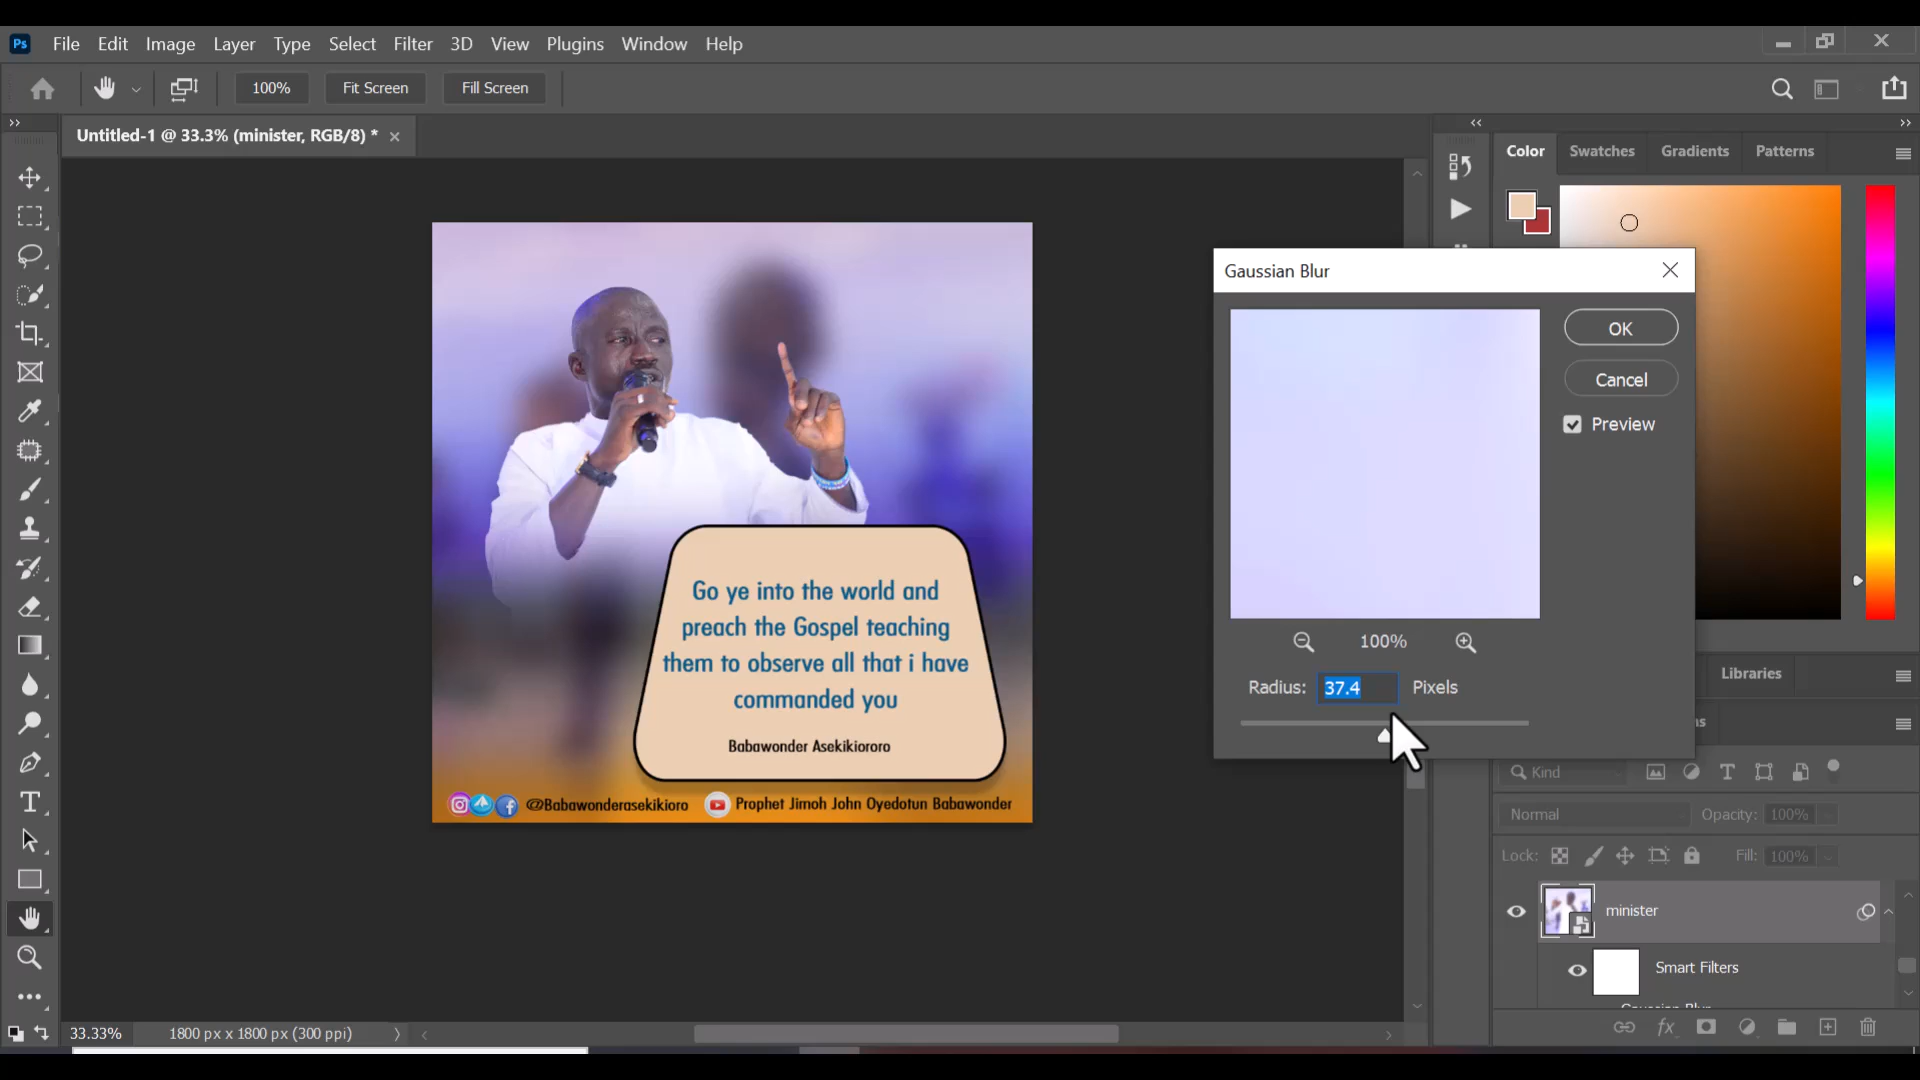 Ps File Edit Image Layer Type Select Filter 3D View Plugins Window Help
100% Fit Screen Fill Screen
Untitled-1 @ 33.3% (minister, RGB/8) *
Color Swatches Gradients Patterns
Gaussian Blur
OK
Cancel
Preview
100%
Radius: 37.4 Pixels
Go ye into the world and
preach the Gospel teaching
them to observe all that i have
commanded you
Babawonder Asekikiororo
@Babawonderasekikioro Prophet Jimoh John Oyedotun Babawonder
Libraries
Kind
Normal Opacity: 100%
Lock: Fill: 100%
minister
Smart Filters
Gaussian Blur
fx
33.33% 1800 px x 1800 px (300 ppi)